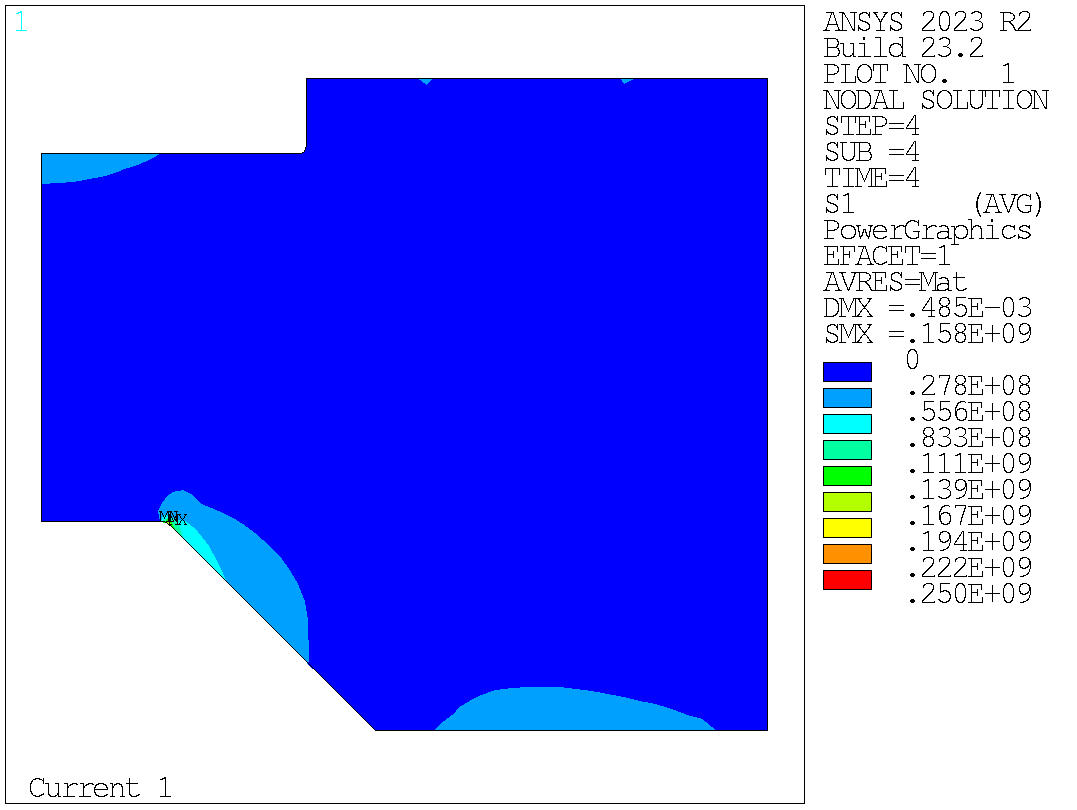 1
ANSYS 2023 R2
Build 23.2
PLOT NO. 1
NODAL SOLUTION
STEP=4
SUB =4
TIME=4
S1 (AVG)
PowerGraphics
EFACET=1
AVRES=Mat
DMX =.485E-03
SMX =.158E+09
0
.278E+08
.556E+08
.833E+08
.111E+09
.139E+09
.167E+09
.194E+09
.222E+09
.250E+09
Current 1